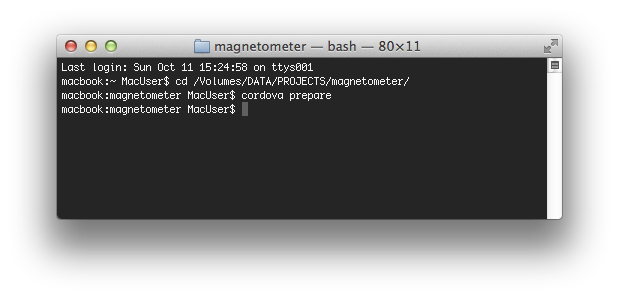 magnetometer — bash — 80×11
Last login: Sun Oct 11 15:24:58 on ttys001
macbook:~ MacUser$ cd /Volumes/DATA/PROJECTS/magnetometer/
macbook:magnetometer MacUser$ cordova prepare
macbook:magnetometer MacUser$